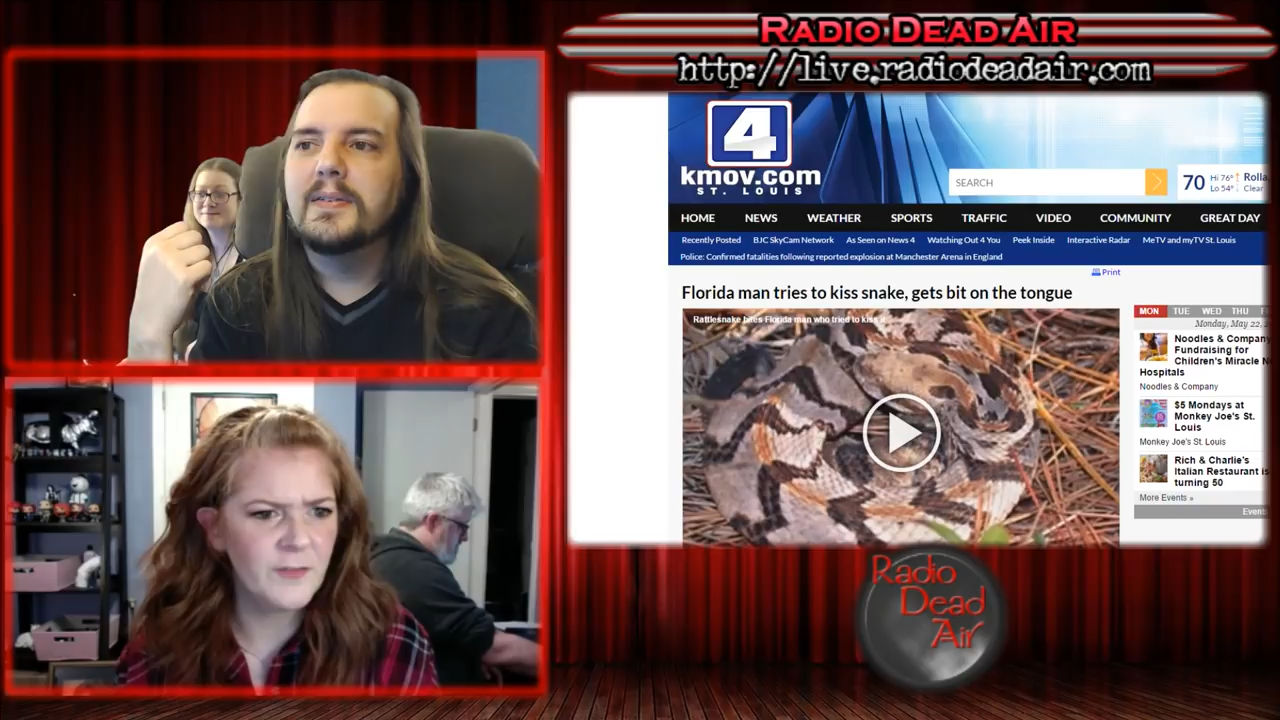 Radio Dead Air
http://live.radiodeadair.com
4
kmov.com
ST. LOUIS
SEARCH
70
Hi 76°
Lo 54°
Rolla,
Clear
HOME NEWS WEATHER SPORTS TRAFFIC VIDEO COMMUNITY GREAT DAY
Recently Posted BJC SkyCam Network As Seen on News 4 Watching Out 4 You Peek Inside Interactive Radar MeTV and myTV St. Louis
Police: Confirmed fatalities following reported explosion at Manchester Arena in England
Print
Florida man tries to kiss snake, gets bit on the tongue
Rattlesnake bites Florida man who tried to kiss
MON TUE WED THU
Monday, May 22,
Noodles & Company
Fundraising for
Children's Miracle
Hospitals
Noodles & Company
$5 Mondays at
Monkey Joe's St.
Louis
Monkey Joe's St. Louis
Rich & Charlie's
Italian Restaurant is
turning 50
More Events »
Event
Radio
Dead
Air